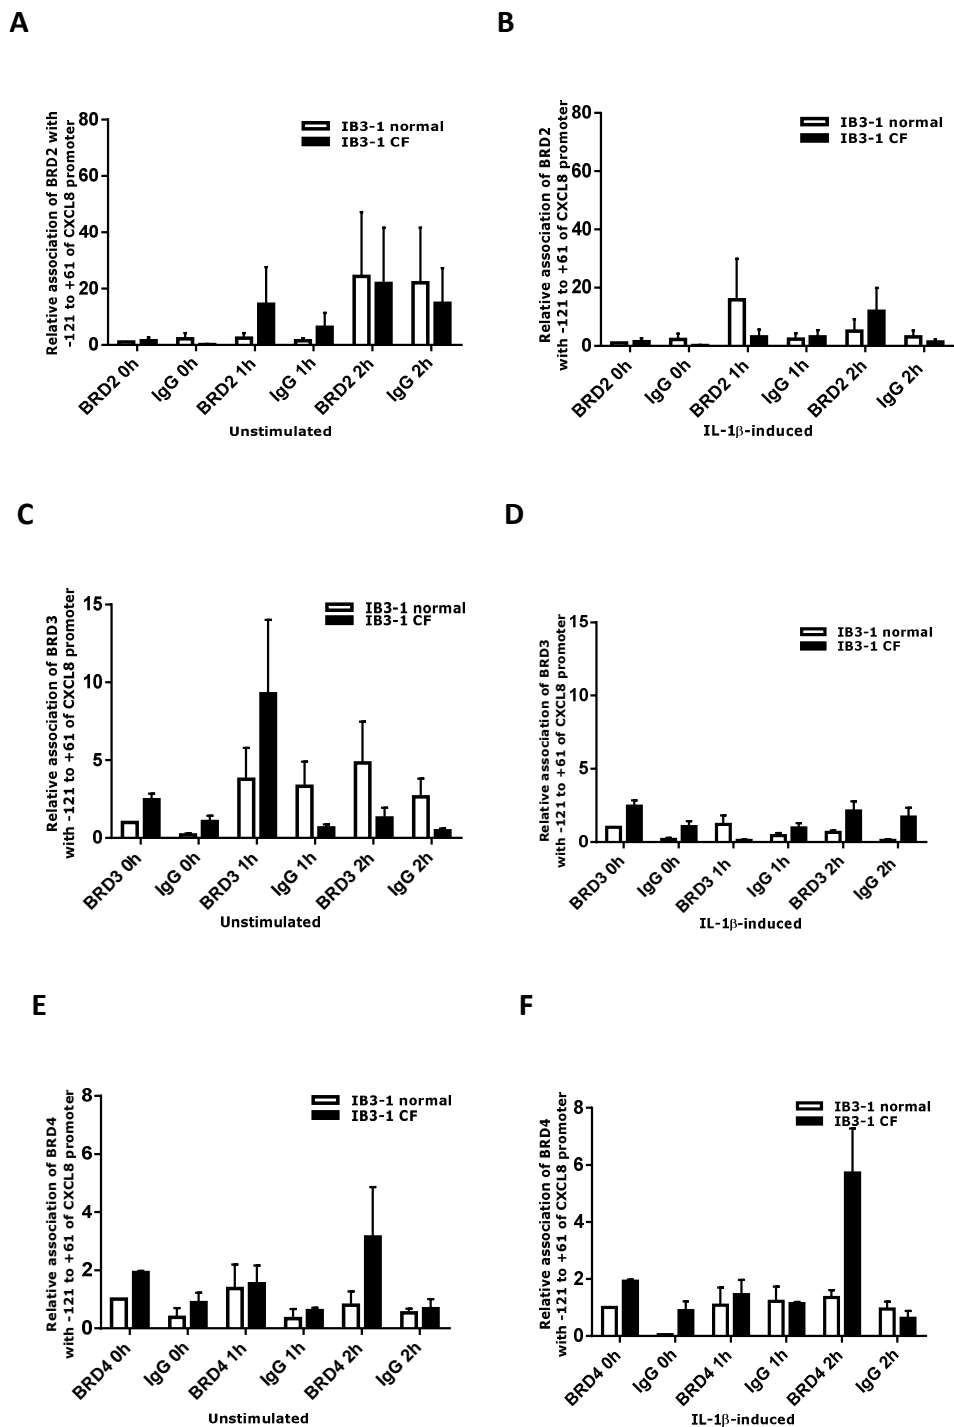 A
Relative association of BRD2 with
-121 to +61 of CXCL8 promoter
80
60
40
20
0
IB3-1 normal
IB3-1 CF
BRD2 0h
IgG 0h
BRD2 1h
IgG 1h
BRD2 2h
IgG 2h
Unstimulated
B
Relative association of BRD2
with -121 to +61 of CXCL8 promoter
80
60
40
20
0
IB3-1 normal
IB3-1 CF
BRD2 0h
IgG 0h
BRD2 1h
IgG 1h
BRD2 2h
IgG 2h
IL-1β-induced
C
Relative association of BRD3
with -121 to +61 of CXCL8 promoter
15
10
5
0
IB3-1 normal
IB3-1 CF
BRD3 0h
IgG 0h
BRD3 1h
IgG 1h
BRD3 2h
IgG 2h
Unstimulated
D
Relative association of BRD3
with -121 to +61 of CXCL8 promoter
15
10
5
0
IB3-1 normal
IB3-1 CF
BRD3 0h
IgG 0h
BRD3 1h
IgG 1h
BRD3 2h
IgG 2h
IL-1β-induced
E
Relative association of BRD4
with -121 to +61 of CXCL8 promoter
8
6
4
2
0
IB3-1 normal
IB3-1 CF
BRD4 0h
IgG 0h
BRD4 1h
IgG 1h
BRD4 2h
IgG 2h
Unstimulated
F
Relative association of BRD4
with -121 to +61 of CXCL8 promoter
8
6
4
2
0
IB3-1 normal
IB3-1 CF
BRD4 0h
IgG 0h
BRD4 1h
IgG 1h
BRD4 2h
IgG 2h
IL-1β-induced